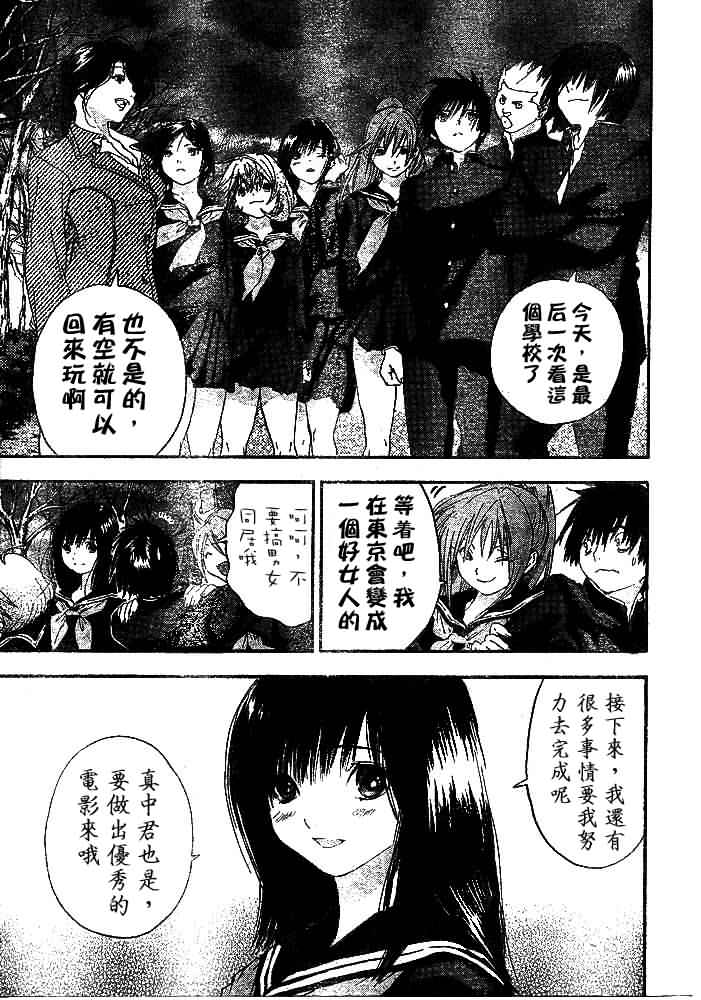 今天，是最
后一次看這
個學校了
也不是的，
有空就可以
回來玩啊
等着吧，我
在東京會變成
一個好女人的
呵呵，不
要搞男女
同居哦
接下來，我還有
很多事情要我努
力去完成呢
真中君也是，
要做出優秀的
電影來哦